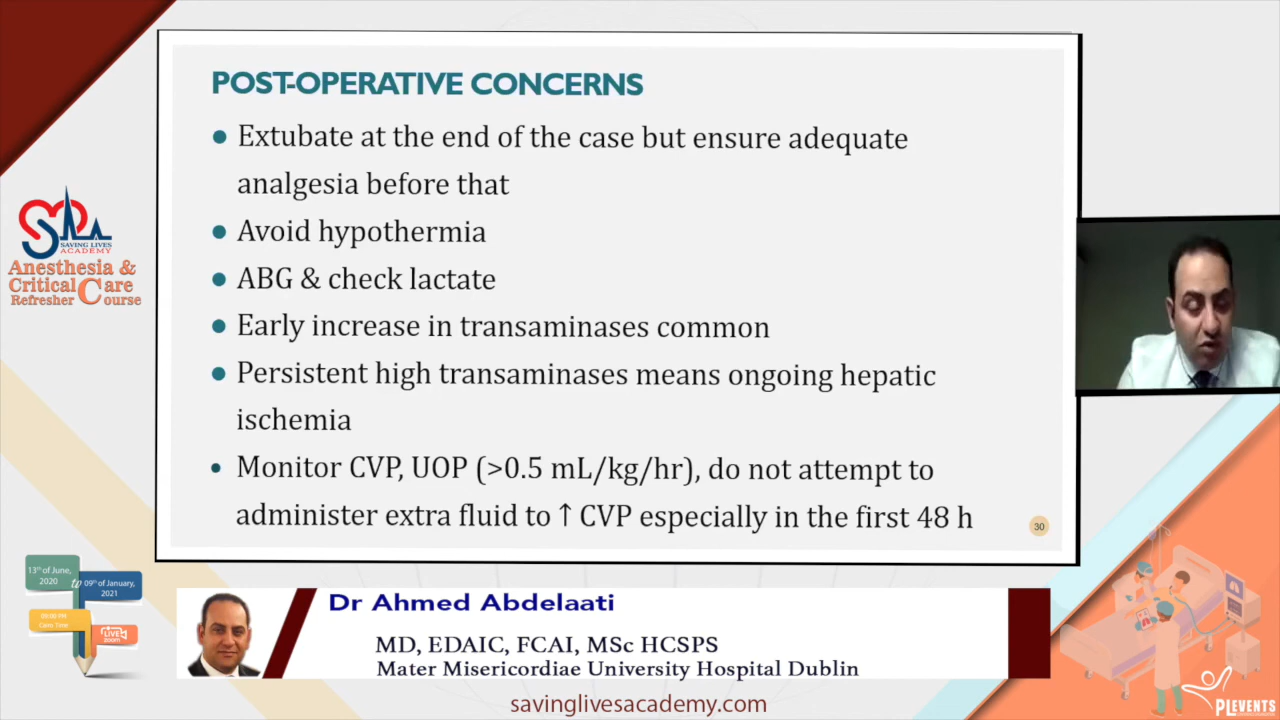 POST-OPERATIVE CONCERNS
• Extubate at the end of the case but ensure adequate
analgesia before that
• Avoid hypothermia
• ABG & check lactate
• Early increase in transaminases common
• Persistent high transaminases means ongoing hepatic
ischemia
• Monitor CVP, UOP (>0.5 mL/kg/hr), do not attempt to
administer extra fluid to ↑ CVP especially in the first 48 h
30
SAVING LIVES
ACADEMY
Anesthesia &
Critical Care
Refresher Course
13th of June,
2020
to
09th of January,
2021
Cairo Time
LIVE
zoom
Dr Ahmed Abdelaati
MD, EDAIC, FCAI, MSc HCSPS
Mater Misericordiae University Hospital Dublin
savinglivesacademy.com
PLEVENTS